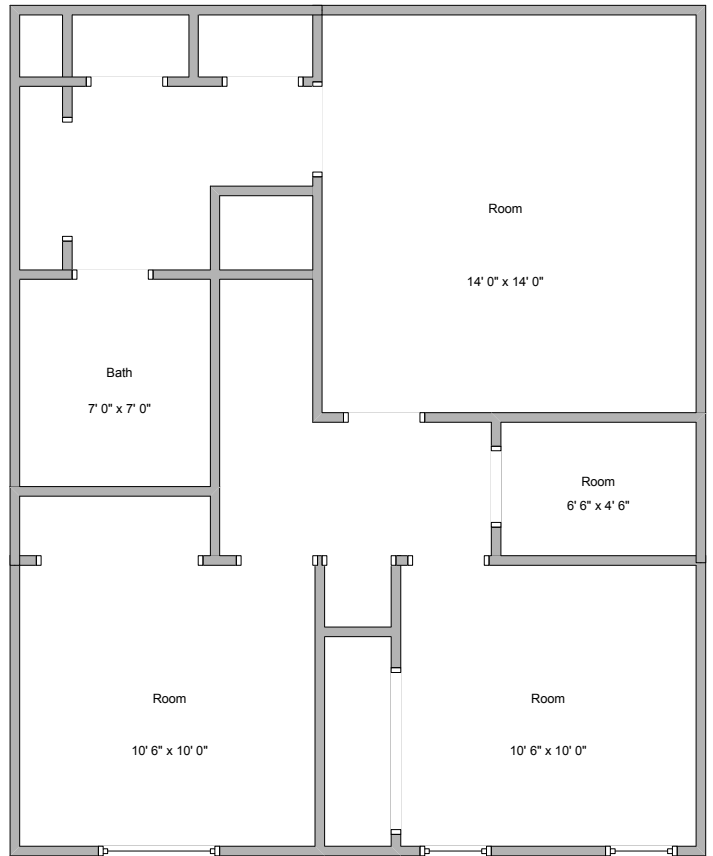 Room
14' 0" x 14' 0"
Bath
7' 0" x 7' 0"
Room
6' 6" x 4' 6"
Room
10' 6" x 10' 0"
Room
10' 6" x 10' 0"